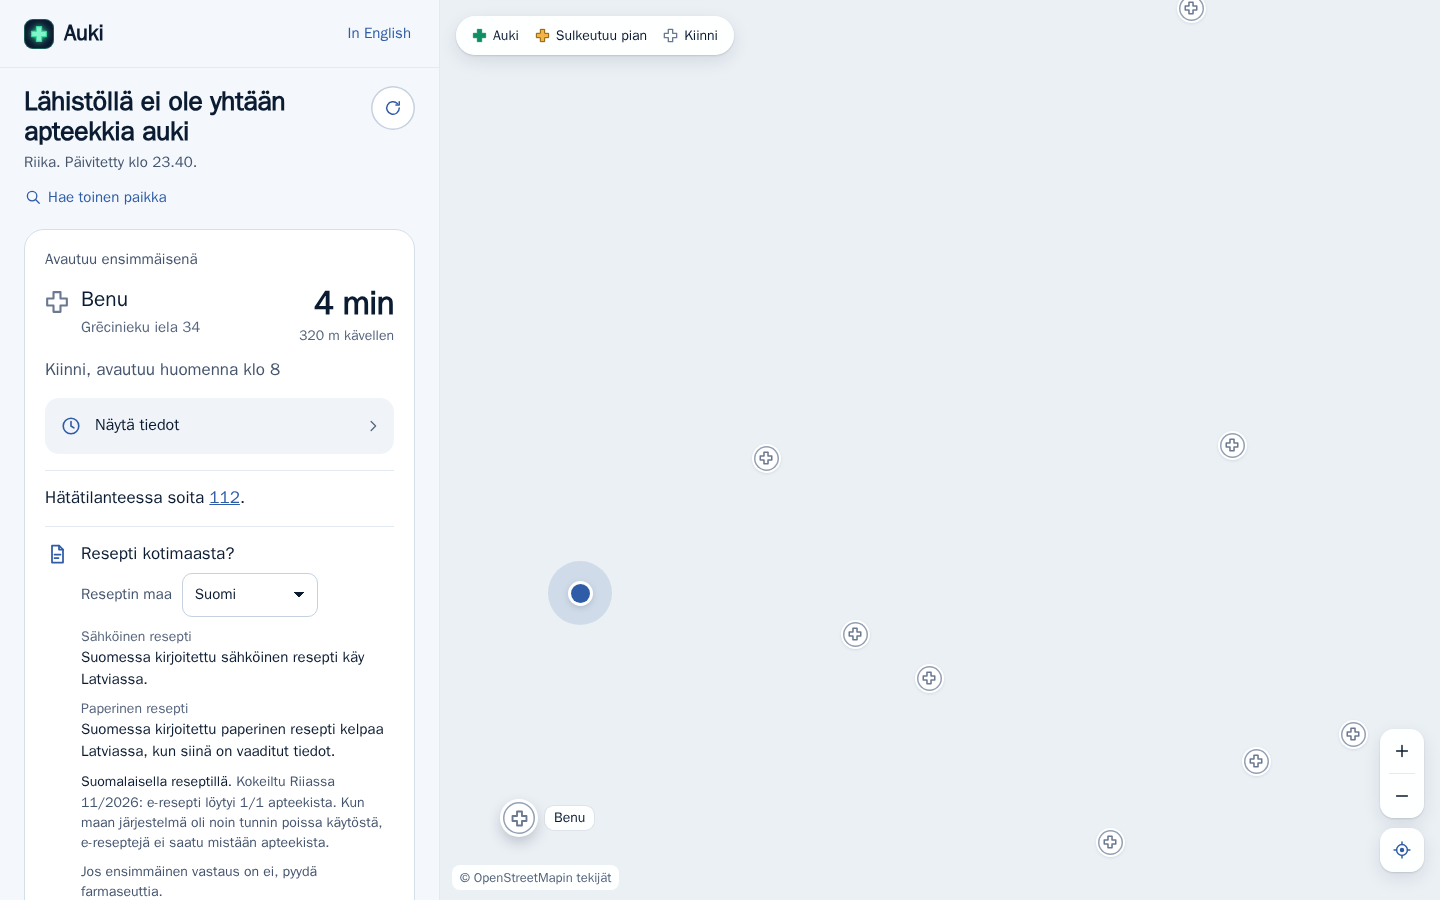 Auki
In English
Auki
Sulkeutuu pian
Kiinni
Lähistöllä ei ole yhtään
apteekkia auki
Riika. Päivitetty klo 23.40.
Hae toinen paikka
Avautuu ensimmäisenä
Benu
4 min
Grēcinieku iela 34
320 m kävellen
Kiinni, avautuu huomenna klo 8
Näytä tiedot
Hätätilanteessa soita 112.
Resepti kotimaasta?
Reseptin maa
Suomi
Sähköinen resepti
Suomessa kirjoitettu sähköinen resepti käy
Latviassa.
Paperinen resepti
Suomessa kirjoitettu paperinen resepti kelpaa
Latviassa, kun siinä on vaaditut tiedot.
Suomalaisella reseptillä. Kokeiltu Riiassa
11/2026: e-resepti löytyi 1/1 apteekista. Kun
maan järjestelmä oli noin tunnin poissa käytöstä,
e-reseptejä ei saatu mistään apteekista.
Jos ensimmäinen vastaus on ei, pyydä
farmaseuttia.
Benu
© OpenStreetMapin tekijät